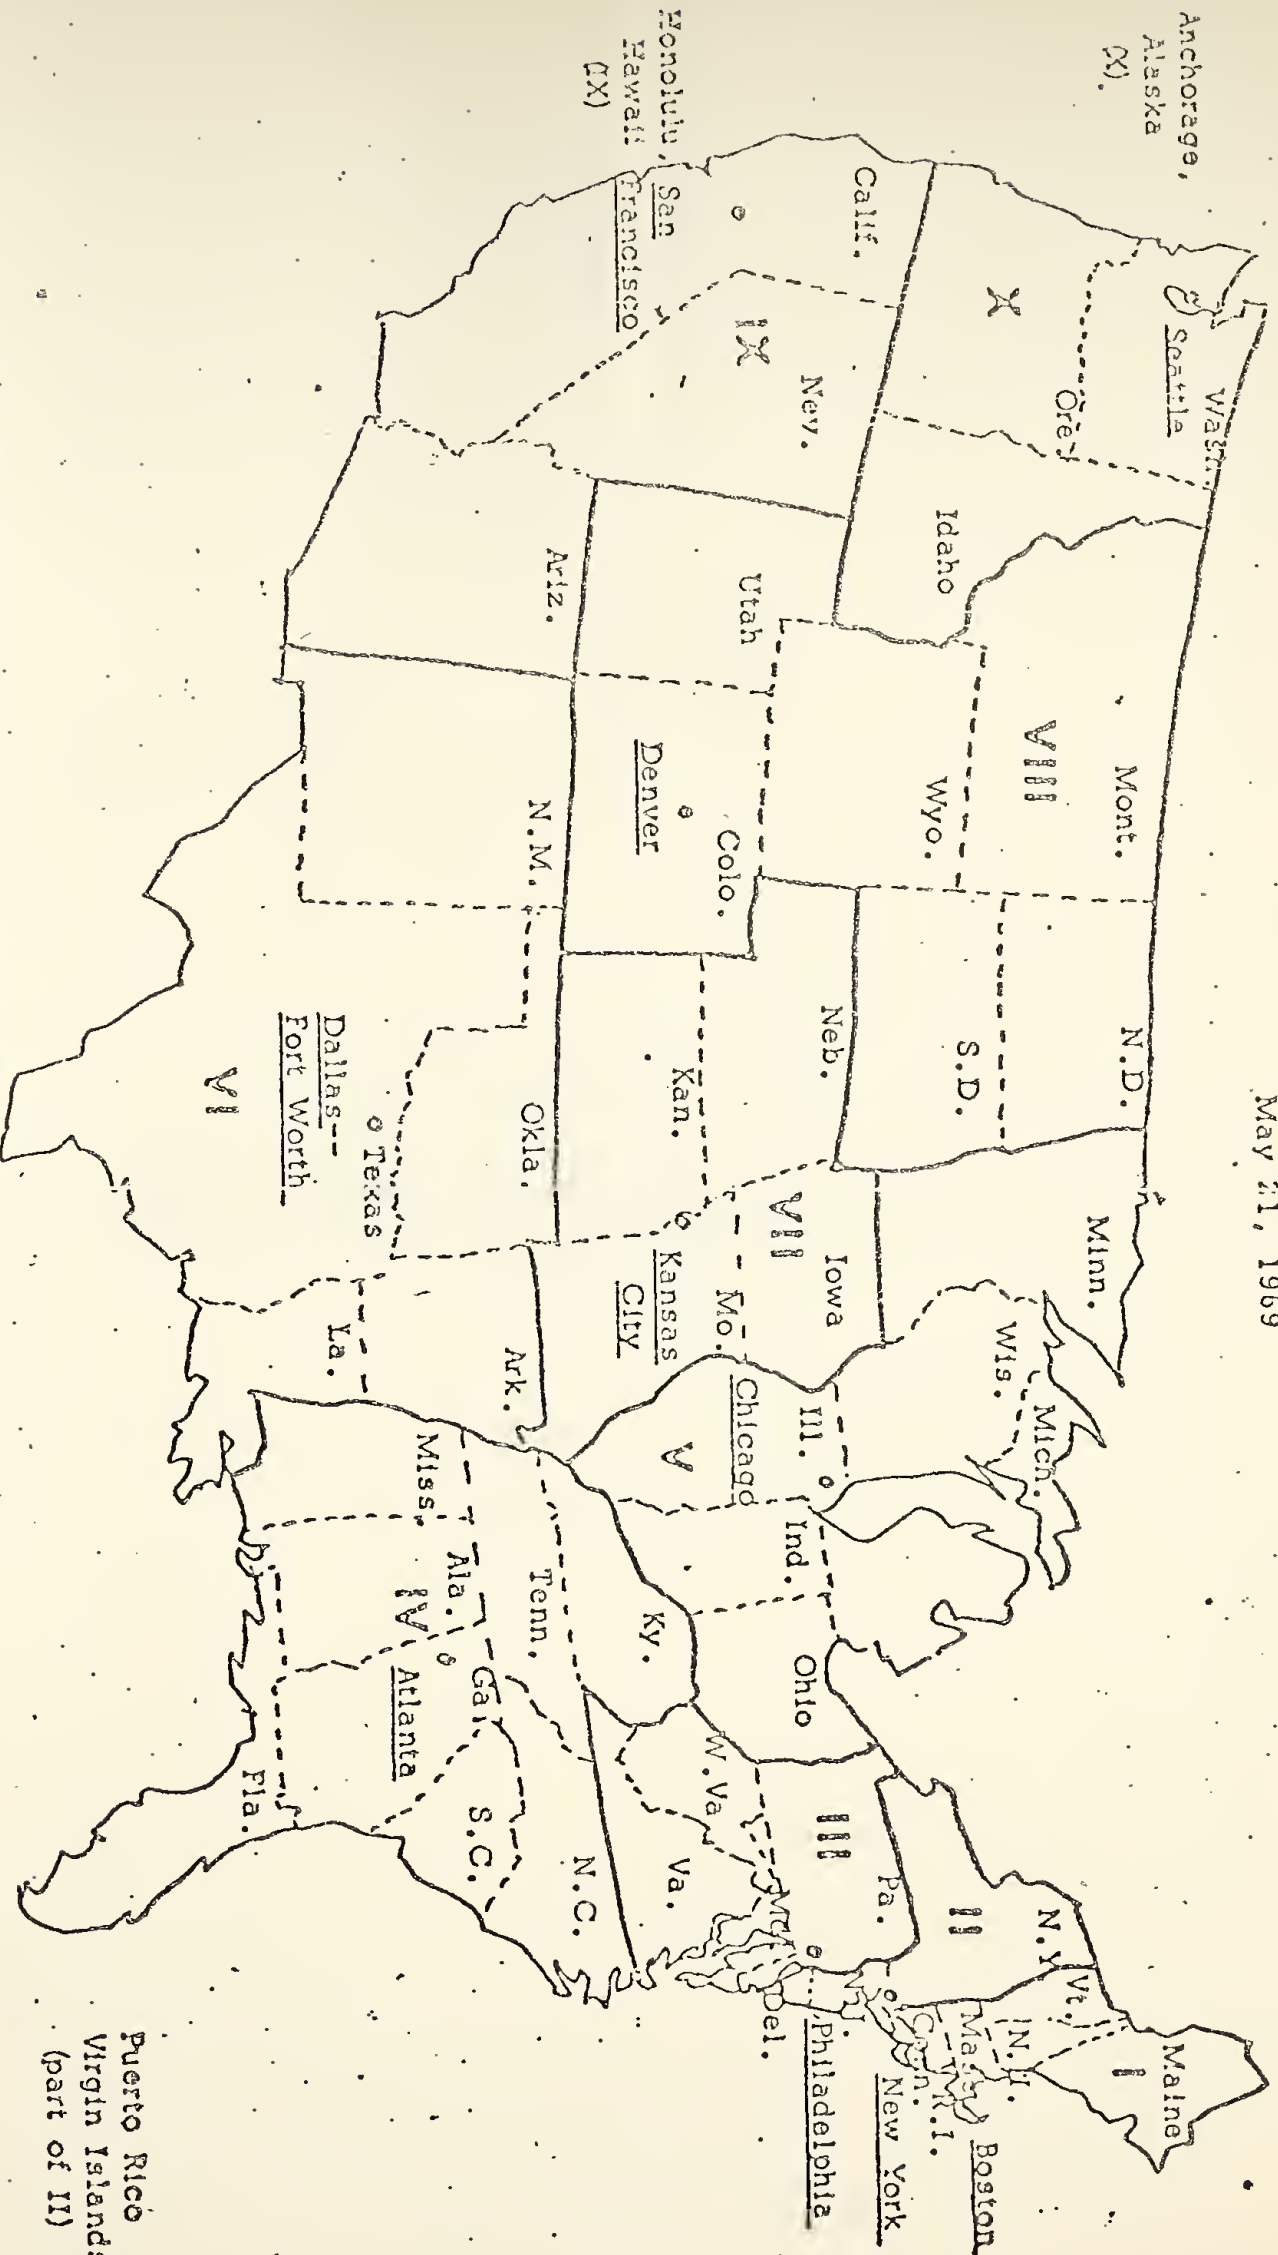 May 21, 1969
Anchorage,
Alaska
(X).
Wash.
Seattle
Ore.
X
Idaho
Mont.
VIII
Wyo.
N.D.
S.D.
Minn.
Wis.
Mich.
Maine
I
Vt.
N.H.
Mass.
Boston
R.I.
Conn.
N.Y.
II
New York
Calif.
Nev.
IX
Honolulu,
Hawaii
(IX)
San
Francisco
Utah
Colo.
Denver
Neb.
Kan.
Iowa
VII
Mo.
Kansas
City
Ill.
Chicago
V
Ind.
Ohio
Pa.
III
N.J.
Philadelphia
Del.
Md.
W.Va.
Va.
Ky.
Ariz.
N.M.
Okla.
Texas
Dallas--
Fort Worth
VI
Ark.
La.
Tenn.
N.C.
S.C.
Miss.
Ala.
IV
Ga.
Atlanta
Fla.
Puerto Rico
Virgin Islands
(part of II)